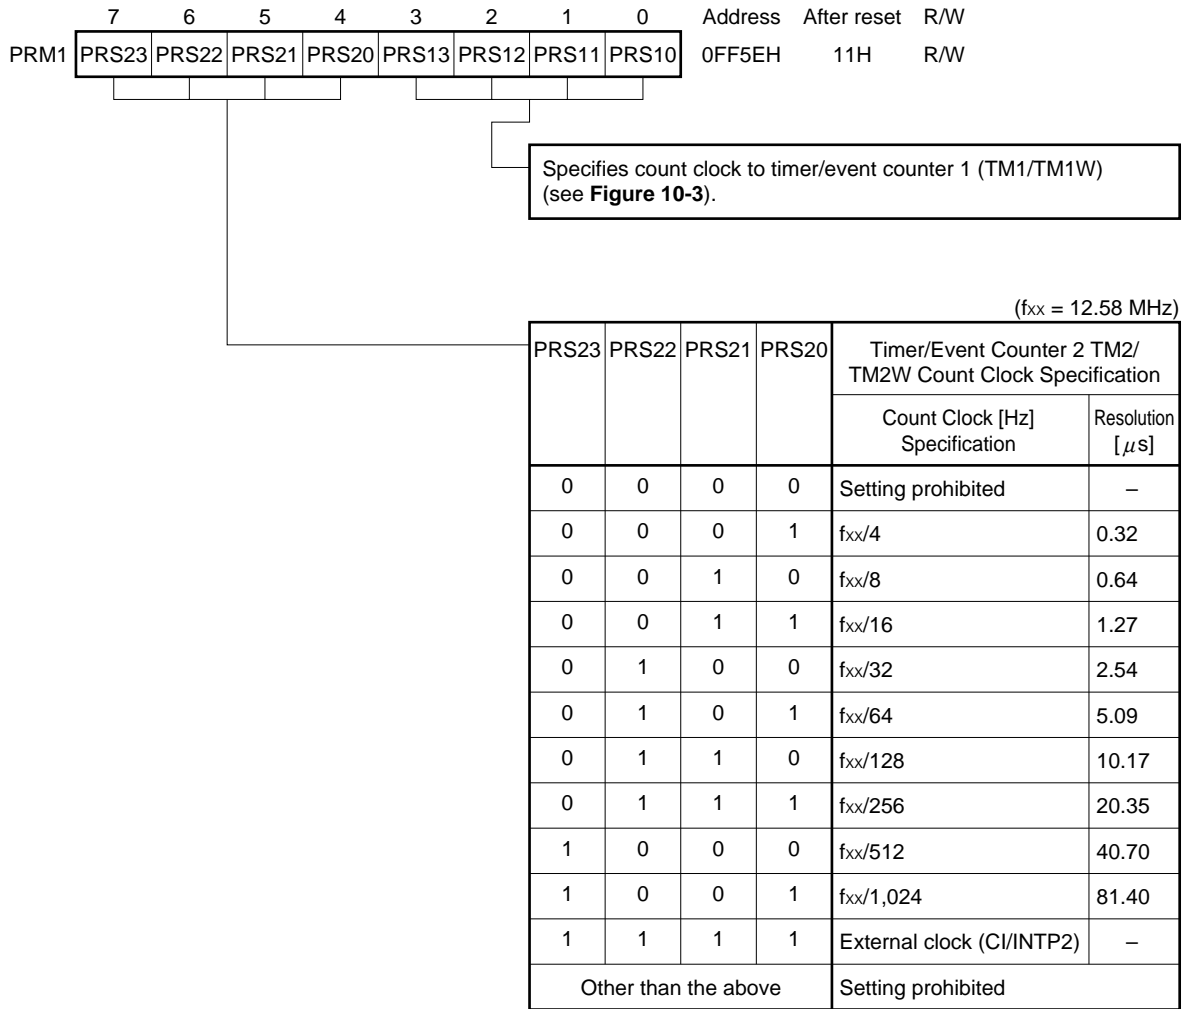 7 6 5 4 3 2 1 0 Address After reset R/W
PRM1 PRS23 PRS22 PRS21 PRS20 PRS13 PRS12 PRS11 PRS10 0FF5EH 11H R/W
Specifies count clock to timer/event counter 1 (TM1/TM1W)
(see Figure 10-3).
(fxx = 12.58 MHz)
PRS23 PRS22 PRS21 PRS20 Timer/Event Counter 2 TM2/
TM2W Count Clock Specification
Count Clock [Hz] Resolution
Specification [μs]
0 0 0 0 Setting prohibited –
0 0 0 1 fxx/4 0.32
0 0 1 0 fxx/8 0.64
0 0 1 1 fxx/16 1.27
0 1 0 0 fxx/32 2.54
0 1 0 1 fxx/64 5.09
0 1 1 0 fxx/128 10.17
0 1 1 1 fxx/256 20.35
1 0 0 0 fxx/512 40.70
1 0 0 1 fxx/1,024 81.40
1 1 1 1 External clock (CI/INTP2) –
Other than the above Setting prohibited